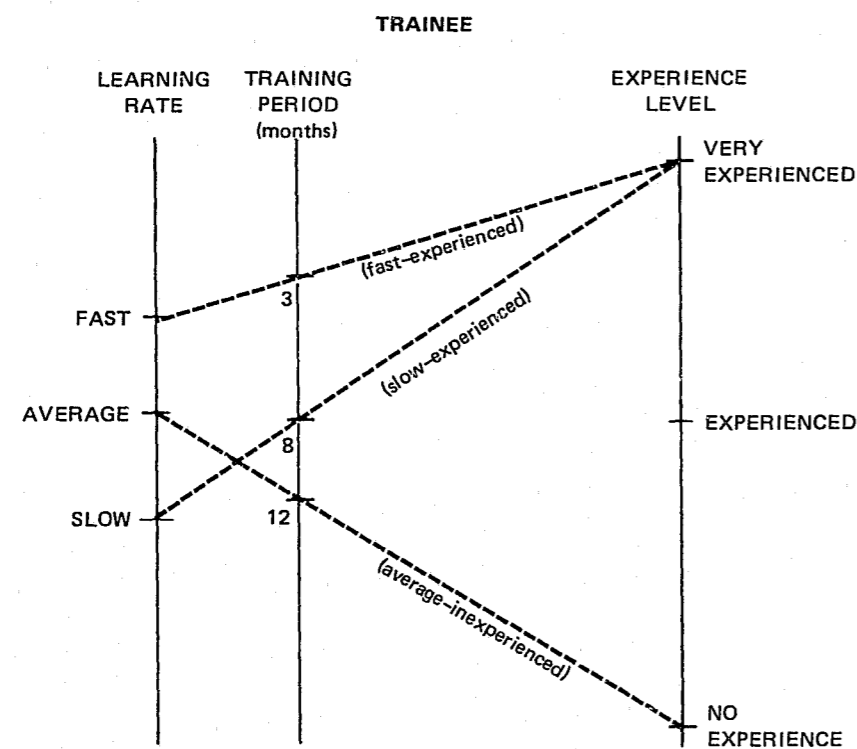 TRAINEE
LEARNING
RATE
TRAINING
PERIOD
(months)
EXPERIENCE
LEVEL
VERY
EXPERIENCED
(fast-experienced)
3
FAST
(slow-experienced)
AVERAGE
EXPERIENCED
8
SLOW
12
(average-inexperienced)
NO
EXPERIENCE